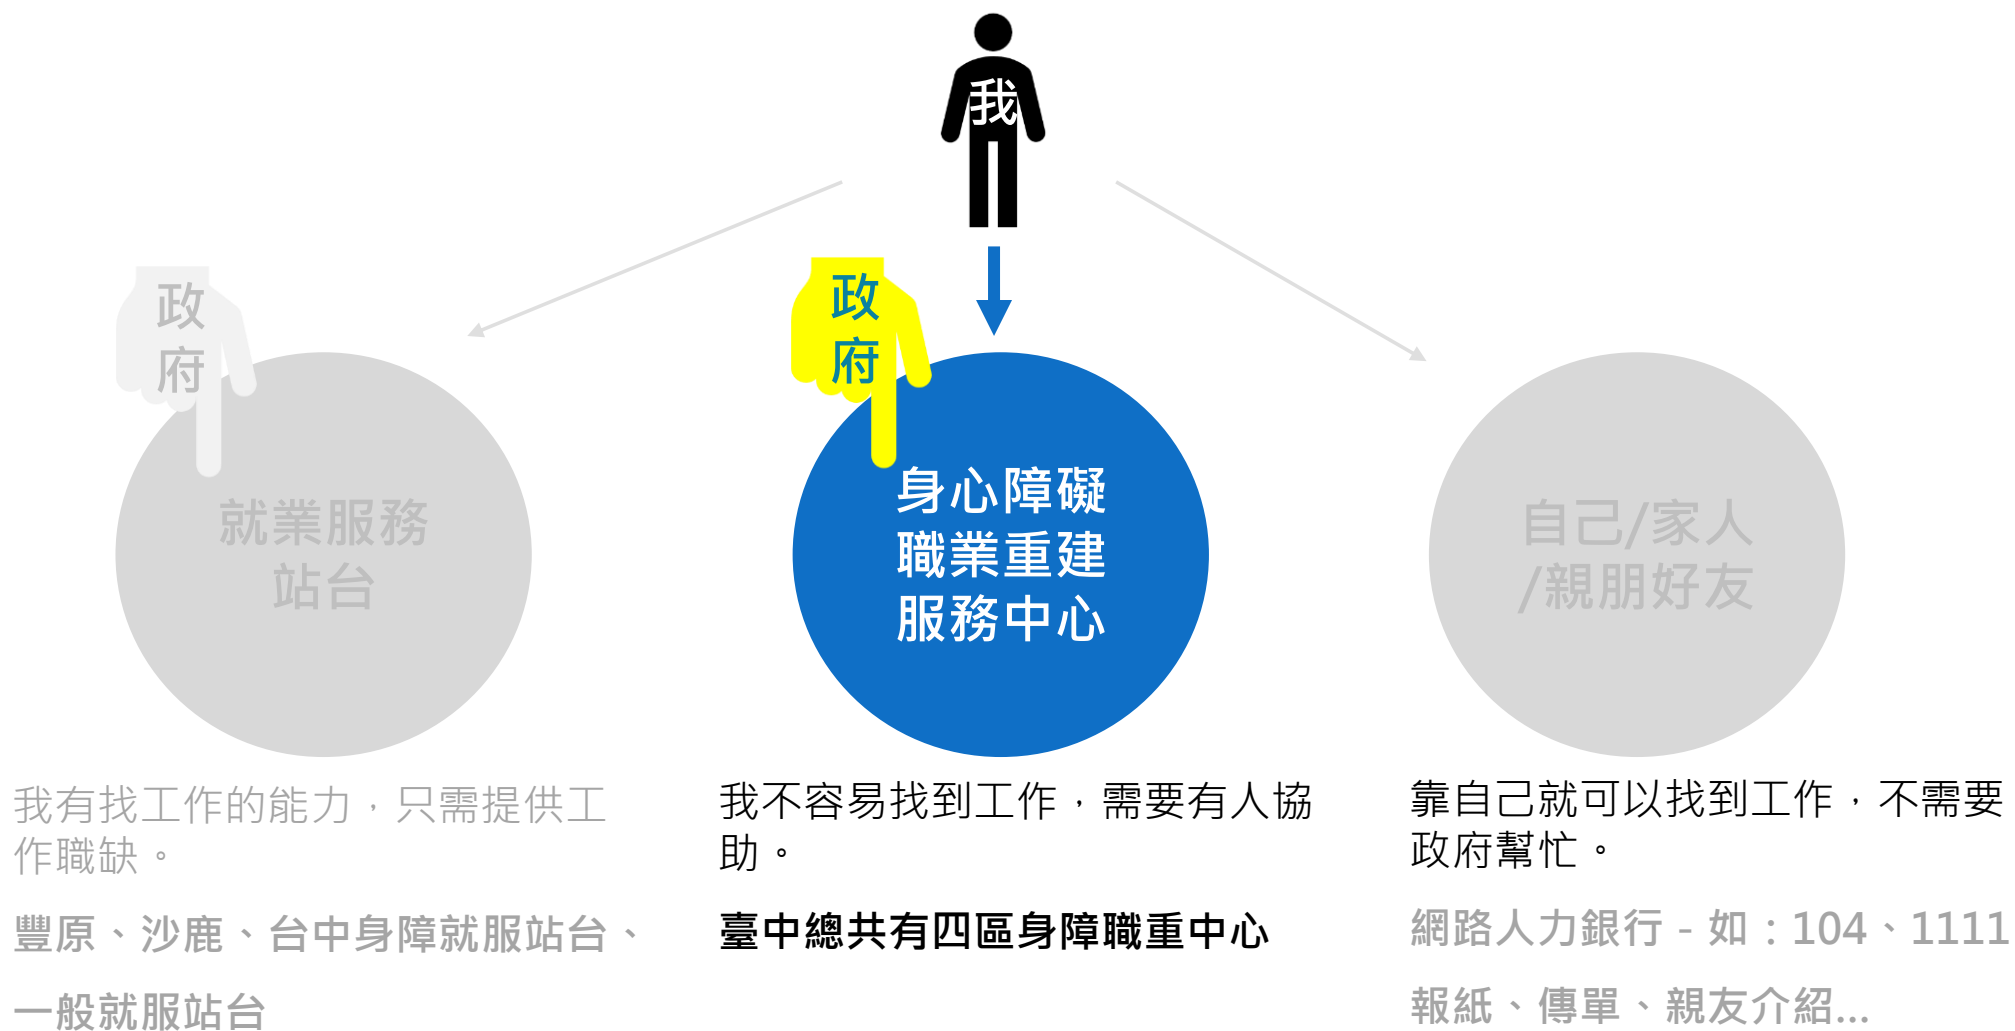 我
政
府
就業服務
站台
我有找工作的能力，只需提供工
作職缺。
豐原、沙鹿、台中身障就服站台、
一般就服站台
政
府
身心障礙
職業重建
服務中心
我不容易找到工作，需要有人協
助。
臺中總共有四區身障職重中心
自己/家人
/親朋好友
靠自己就可以找到工作，不需要
政府幫忙。
網路人力銀行 - 如：104、1111
報紙、傳單、親友介紹...